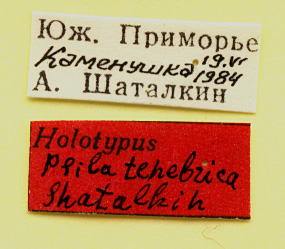 Юж. Приморье
Каменушка 19.VI
1984
А. Шаталкин
Holotypus
Psila tenebrica
Shatalkin